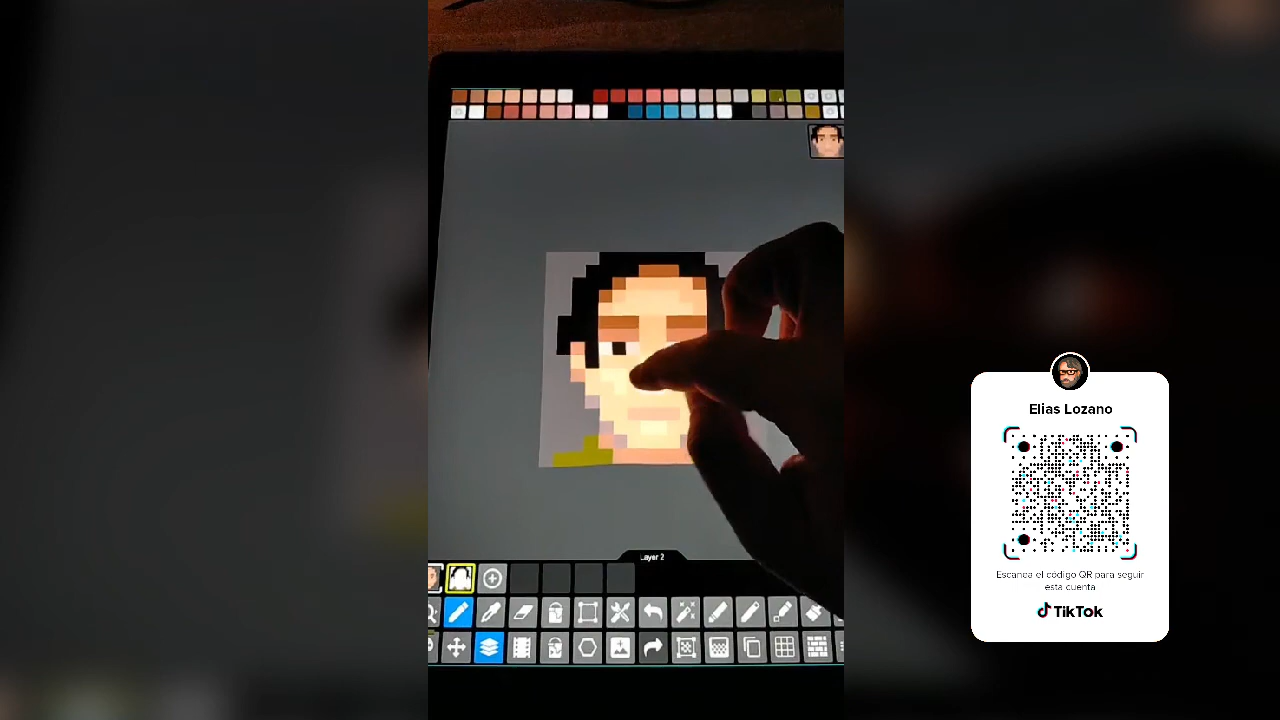 Layer 2
Elias Lozano
Escanea el código QR para seguir
esta cuenta
TikTok